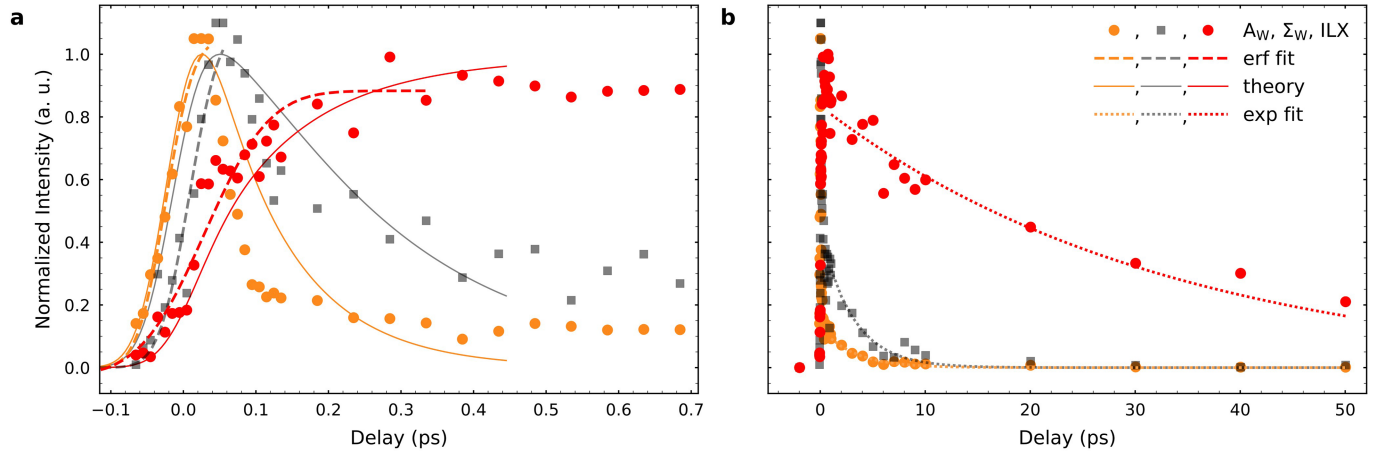 a
Normalized Intensity (a. u.)
1.0
0.8
0.6
0.4
0.2
0.0
−0.1 0.0 0.1 0.2 0.3 0.4 0.5 0.6 0.7
Delay (ps)
b
, , A_W, Σ_W, ILX
, , erf fit
, , theory
, , exp fit
0 10 20 30 40 50
Delay (ps)